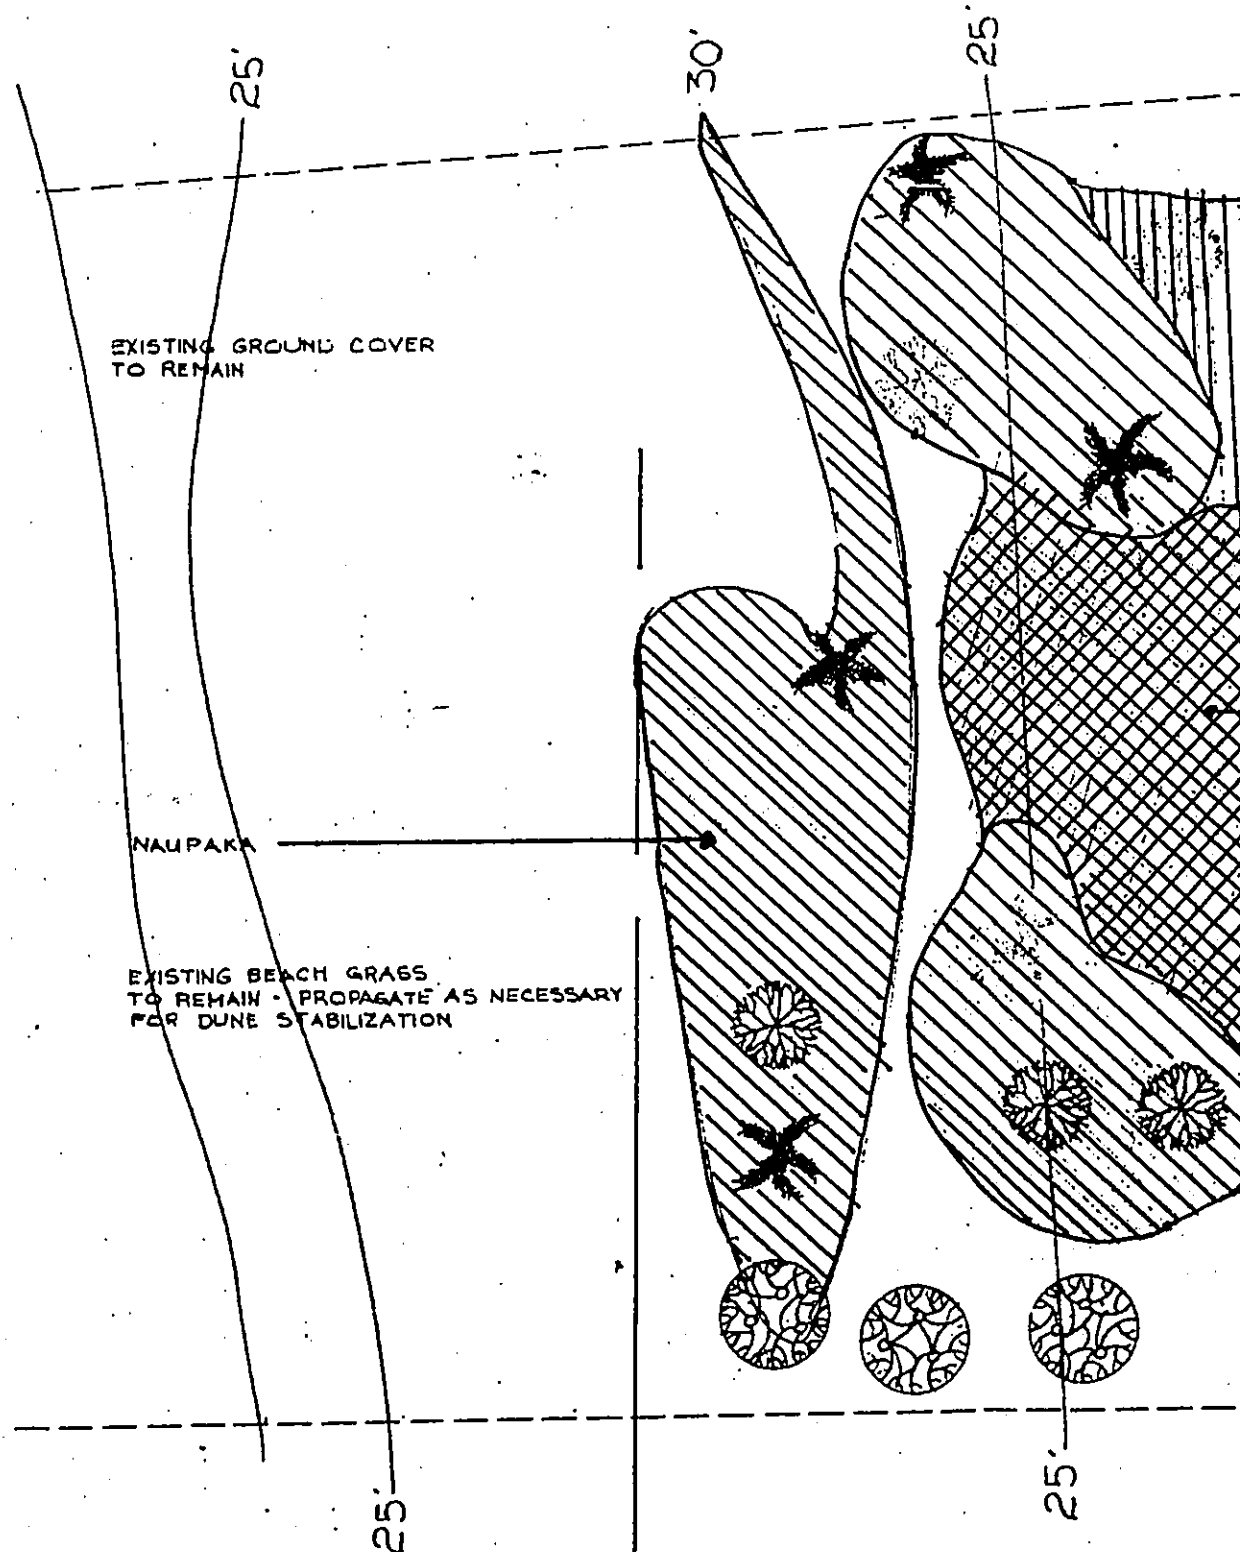 25'
30'
25'
EXISTING GROUND COVER
TO REMAIN
NAUPAKA
EXISTING BEACH GRASS
TO REMAIN · PROPAGATE AS NECESSARY
FOR DUNE STABILIZATION
25'
25'